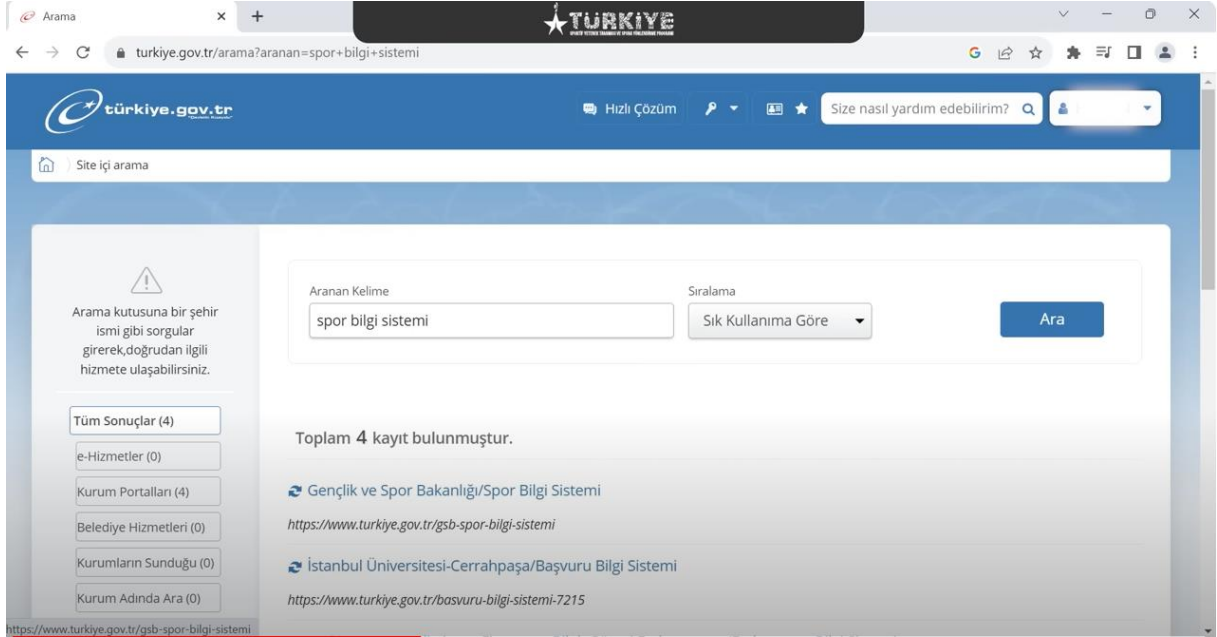 Arama
TÜRKİYE
turkiye.gov.tr/arama?aranan=spor+bilgi+sistemi
türkiye.gov.tr
Hızlı Çözüm
Size nasıl yardım edebilirim?
Site içi arama
Arama kutusuna bir şehir
ismi gibi sorgular
girerek,doğrudan ilgili
hizmete ulaşabilirsiniz.
Aranan Kelime
Sıralama
spor bilgi sistemi
Sık Kullanıma Göre
Ara
Tüm Sonuçlar (4)
e-Hizmetler (0)
Kurum Portalları (4)
Belediye Hizmetleri (0)
Kurumların Sunduğu (0)
Kurum Adında Ara (0)
Toplam 4 kayıt bulunmuştur.
Gençlik ve Spor Bakanlığı/Spor Bilgi Sistemi
https://www.turkiye.gov.tr/gsb-spor-bilgi-sistemi
İstanbul Üniversitesi-Cerrahpaşa/Başvuru Bilgi Sistemi
https://www.turkiye.gov.tr/basvuru-bilgi-sistemi-7215
https://www.turkiye.gov.tr/gsb-spor-bilgi-sistemi